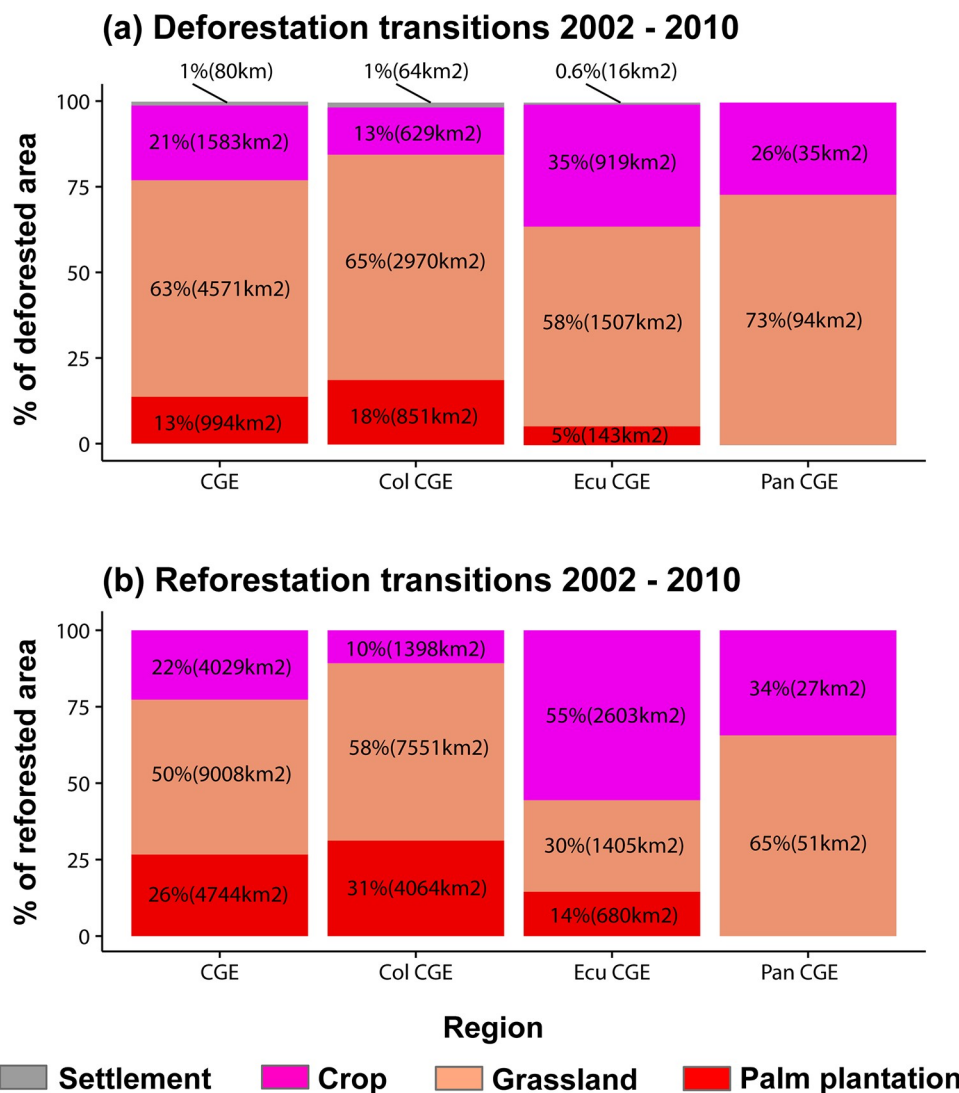 (a) Deforestation transitions 2002 - 2010
1%(80km) 1%(64km2) 0.6%(16km2)
% of deforested area
100
75
50
25
0
21%(1583km2) 13%(629km2) 35%(919km2) 26%(35km2)
63%(4571km2) 65%(2970km2) 58%(1507km2) 73%(94km2)
13%(994km2) 18%(851km2) 5%(143km2)
CGE Col CGE Ecu CGE Pan CGE
(b) Reforestation transitions 2002 - 2010
% of reforested area
100
75
50
25
0
22%(4029km2) 10%(1398km2) 55%(2603km2) 34%(27km2)
50%(9008km2) 58%(7551km2) 30%(1405km2) 65%(51km2)
26%(4744km2) 31%(4064km2) 14%(680km2)
CGE Col CGE Ecu CGE Pan CGE
Region
Settlement Crop Grassland Palm plantation